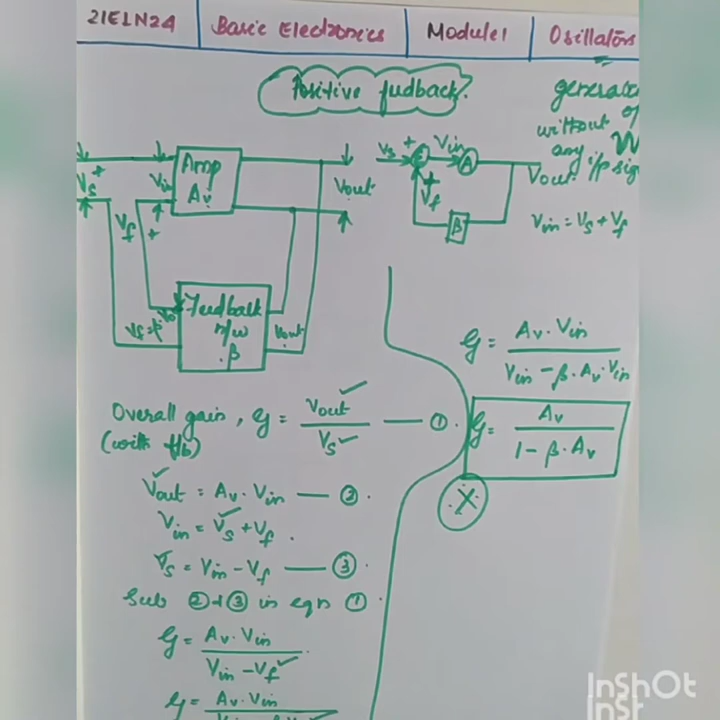 21ELN24 Basic Electronics Module 1 Oscillators
Positive feedback.
generates
without
any i/p sig
Amp
Av
Vs
+
Vin
Vf
+
Vout
Feedback
n/w
β
Vout
Vs + Vin A
+
Vf
β
Vout
Vin = Vs + Vf
Overall gain, G = Vout / Vs — ①
(with f/b)
Vout = Av · Vin — ② .
Vin = Vs + Vf .
Vs = Vin - Vf — ③ .
Sub ② + ③ in eqn ① .
G = Av · Vin / Vin - Vf
G = Av · Vin
G = Av · Vin / Vin - β · Av · Vin
G = Av / 1 - β · Av
X
InShOt